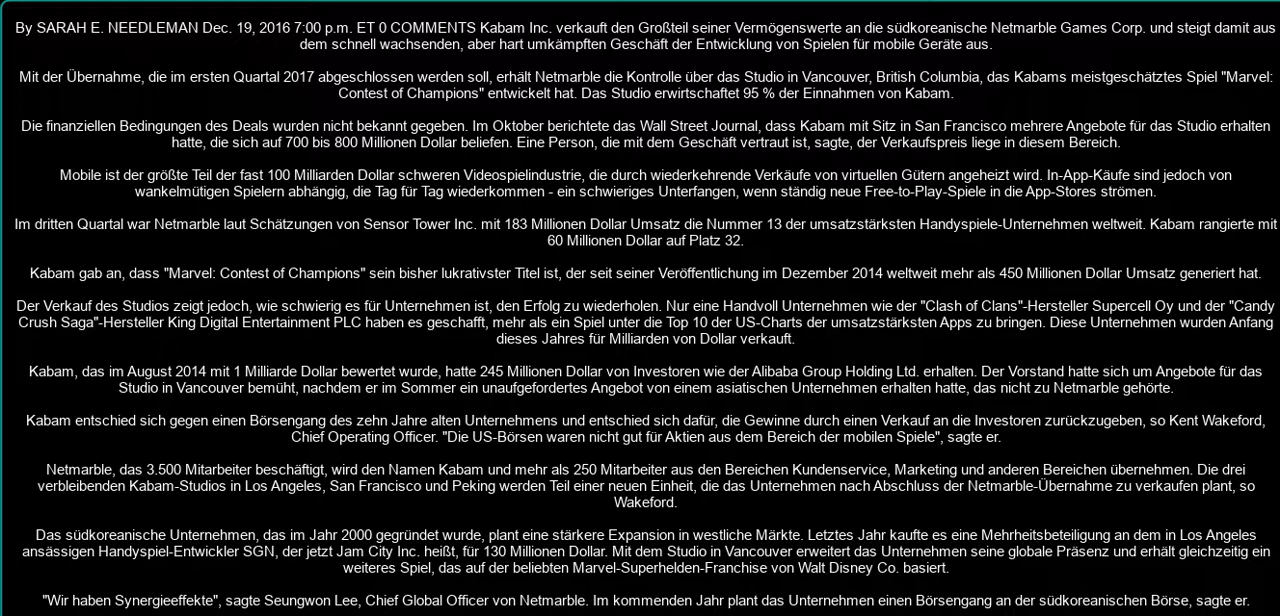 By SARAH E. NEEDLEMAN Dec. 19, 2016 7:00 p.m. ET 0 COMMENTS Kabam Inc. verkauft den Großteil seiner Vermögenswerte an die südkoreanische Netmarble Games Corp. und steigt damit aus
dem schnell wachsenden, aber hart umkämpften Geschäft der Entwicklung von Spielen für mobile Geräte aus.
Mit der Übernahme, die im ersten Quartal 2017 abgeschlossen werden soll, erhält Netmarble die Kontrolle über das Studio in Vancouver, British Columbia, das Kabams meistgeschätztes Spiel "Marvel:
Contest of Champions" entwickelt hat. Das Studio erwirtschaftet 95 % der Einnahmen von Kabam.
Die finanziellen Bedingungen des Deals wurden nicht bekannt gegeben. Im Oktober berichtete das Wall Street Journal, dass Kabam mit Sitz in San Francisco mehrere Angebote für das Studio erhalten
hatte, die sich auf 700 bis 800 Millionen Dollar beliefen. Eine Person, die mit dem Geschäft vertraut ist, sagte, der Verkaufspreis liege in diesem Bereich.
Mobile ist der größte Teil der fast 100 Milliarden Dollar schweren Videospielindustrie, die durch wiederkehrende Verkäufe von virtuellen Gütern angeheizt wird. In-App-Käufe sind jedoch von
wankelmütigen Spielern abhängig, die Tag für Tag wiederkommen - ein schwieriges Unterfangen, wenn ständig neue Free-to-Play-Spiele in die App-Stores strömen.
Im dritten Quartal war Netmarble laut Schätzungen von Sensor Tower Inc. mit 183 Millionen Dollar Umsatz die Nummer 13 der umsatzstärksten Handyspiele-Unternehmen weltweit. Kabam rangierte mit
60 Millionen Dollar auf Platz 32.
Kabam gab an, dass "Marvel: Contest of Champions" sein bisher lukrativster Titel ist, der seit seiner Veröffentlichung im Dezember 2014 weltweit mehr als 450 Millionen Dollar Umsatz generiert hat.
Der Verkauf des Studios zeigt jedoch, wie schwierig es für Unternehmen ist, den Erfolg zu wiederholen. Nur eine Handvoll Unternehmen wie der "Clash of Clans"-Hersteller Supercell Oy und der "Candy
Crush Saga"-Hersteller King Digital Entertainment PLC haben es geschafft, mehr als ein Spiel unter die Top 10 der US-Charts der umsatzstärksten Apps zu bringen. Diese Unternehmen wurden Anfang
dieses Jahres für Milliarden von Dollar verkauft.
Kabam, das im August 2014 mit 1 Milliarde Dollar bewertet wurde, hatte 245 Millionen Dollar von Investoren wie der Alibaba Group Holding Ltd. erhalten. Der Vorstand hatte sich um Angebote für das
Studio in Vancouver bemüht, nachdem er im Sommer ein unaufgefordertes Angebot von einem asiatischen Unternehmen erhalten hatte, das nicht zu Netmarble gehörte.
Kabam entschied sich gegen einen Börsengang des zehn Jahre alten Unternehmens und entschied sich dafür, die Gewinne durch einen Verkauf an die Investoren zurückzugeben, so Kent Wakeford,
Chief Operating Officer. "Die US-Börsen waren nicht gut für Aktien aus dem Bereich der mobilen Spiele", sagte er.
Netmarble, das 3.500 Mitarbeiter beschäftigt, wird den Namen Kabam und mehr als 250 Mitarbeiter aus den Bereichen Kundenservice, Marketing und anderen Bereichen übernehmen. Die drei
verbleibenden Kabam-Studios in Los Angeles, San Francisco und Peking werden Teil einer neuen Einheit, die das Unternehmen nach Abschluss der Netmarble-Übernahme zu verkaufen plant, so
Wakeford.
Das südkoreanische Unternehmen, das im Jahr 2000 gegründet wurde, plant eine stärkere Expansion in westliche Märkte. Letztes Jahr kaufte es eine Mehrheitsbeteiligung an dem in Los Angeles
ansässigen Handyspiel-Entwickler SGN, der jetzt Jam City Inc. heißt, für 130 Millionen Dollar. Mit dem Studio in Vancouver erweitert das Unternehmen seine globale Präsenz und erhält gleichzeitig ein
weiteres Spiel, das auf der beliebten Marvel-Superhelden-Franchise von Walt Disney Co. basiert.
"Wir haben Synergieeffekte", sagte Seungwon Lee, Chief Global Officer von Netmarble. Im kommenden Jahr plant das Unternehmen einen Börsengang an der südkoreanischen Börse, sagte er.